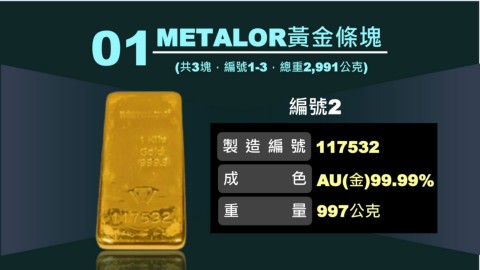 01 METALOR黃金條塊
(共3塊．編號1-3．總重2,991公克)
編號2
製造編號 117532
成色 AU(金)99.99%
重量 997公克
117532